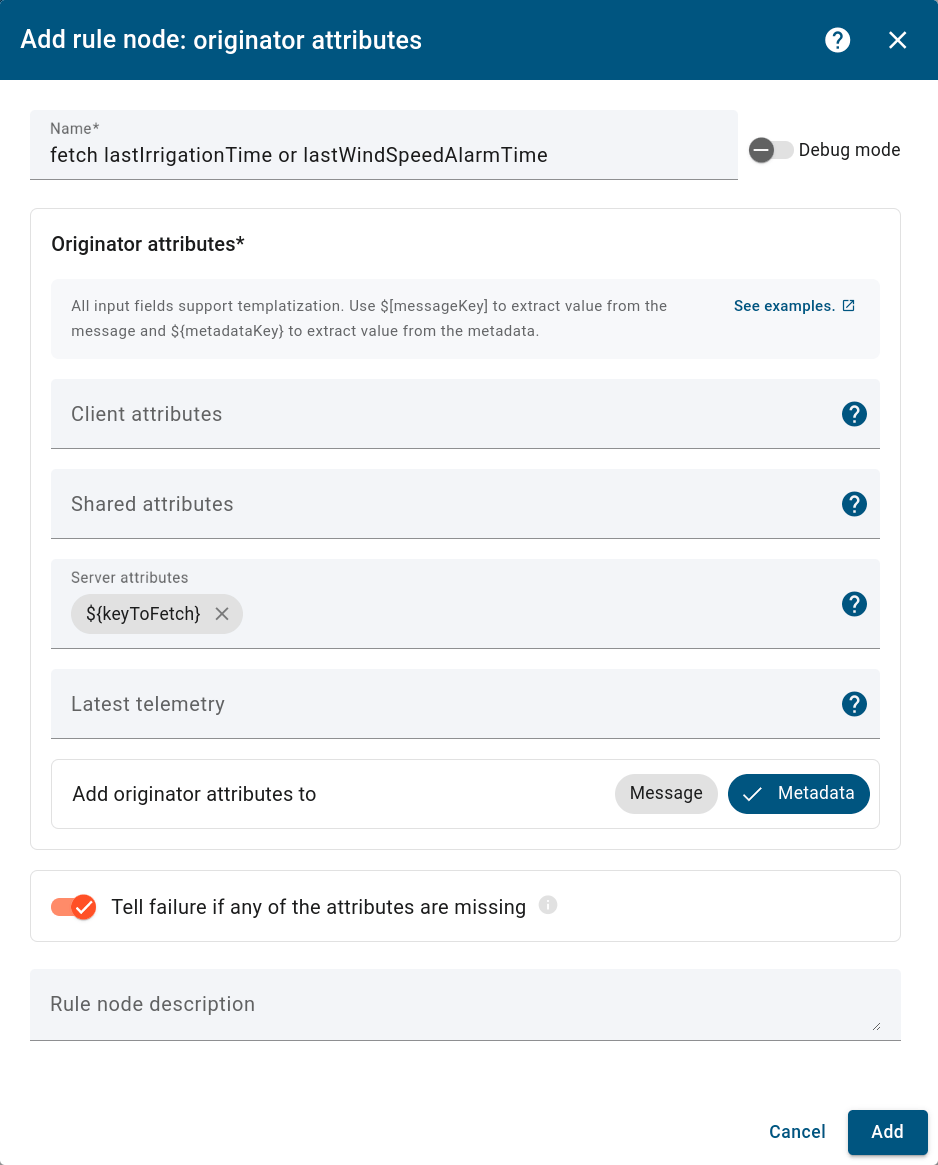 Add rule node: originator attributes
Name*
fetch lastIrrigationTime or lastWindSpeedAlarmTime
Debug mode
Originator attributes*
All input fields support templatization. Use $[messageKey] to extract value from the
message and ${metadataKey} to extract value from the metadata.
See examples.
Client attributes
Shared attributes
Server attributes
${keyToFetch}
Latest telemetry
Add originator attributes to
Message
Metadata
Tell failure if any of the attributes are missing
Rule node description
Cancel
Add